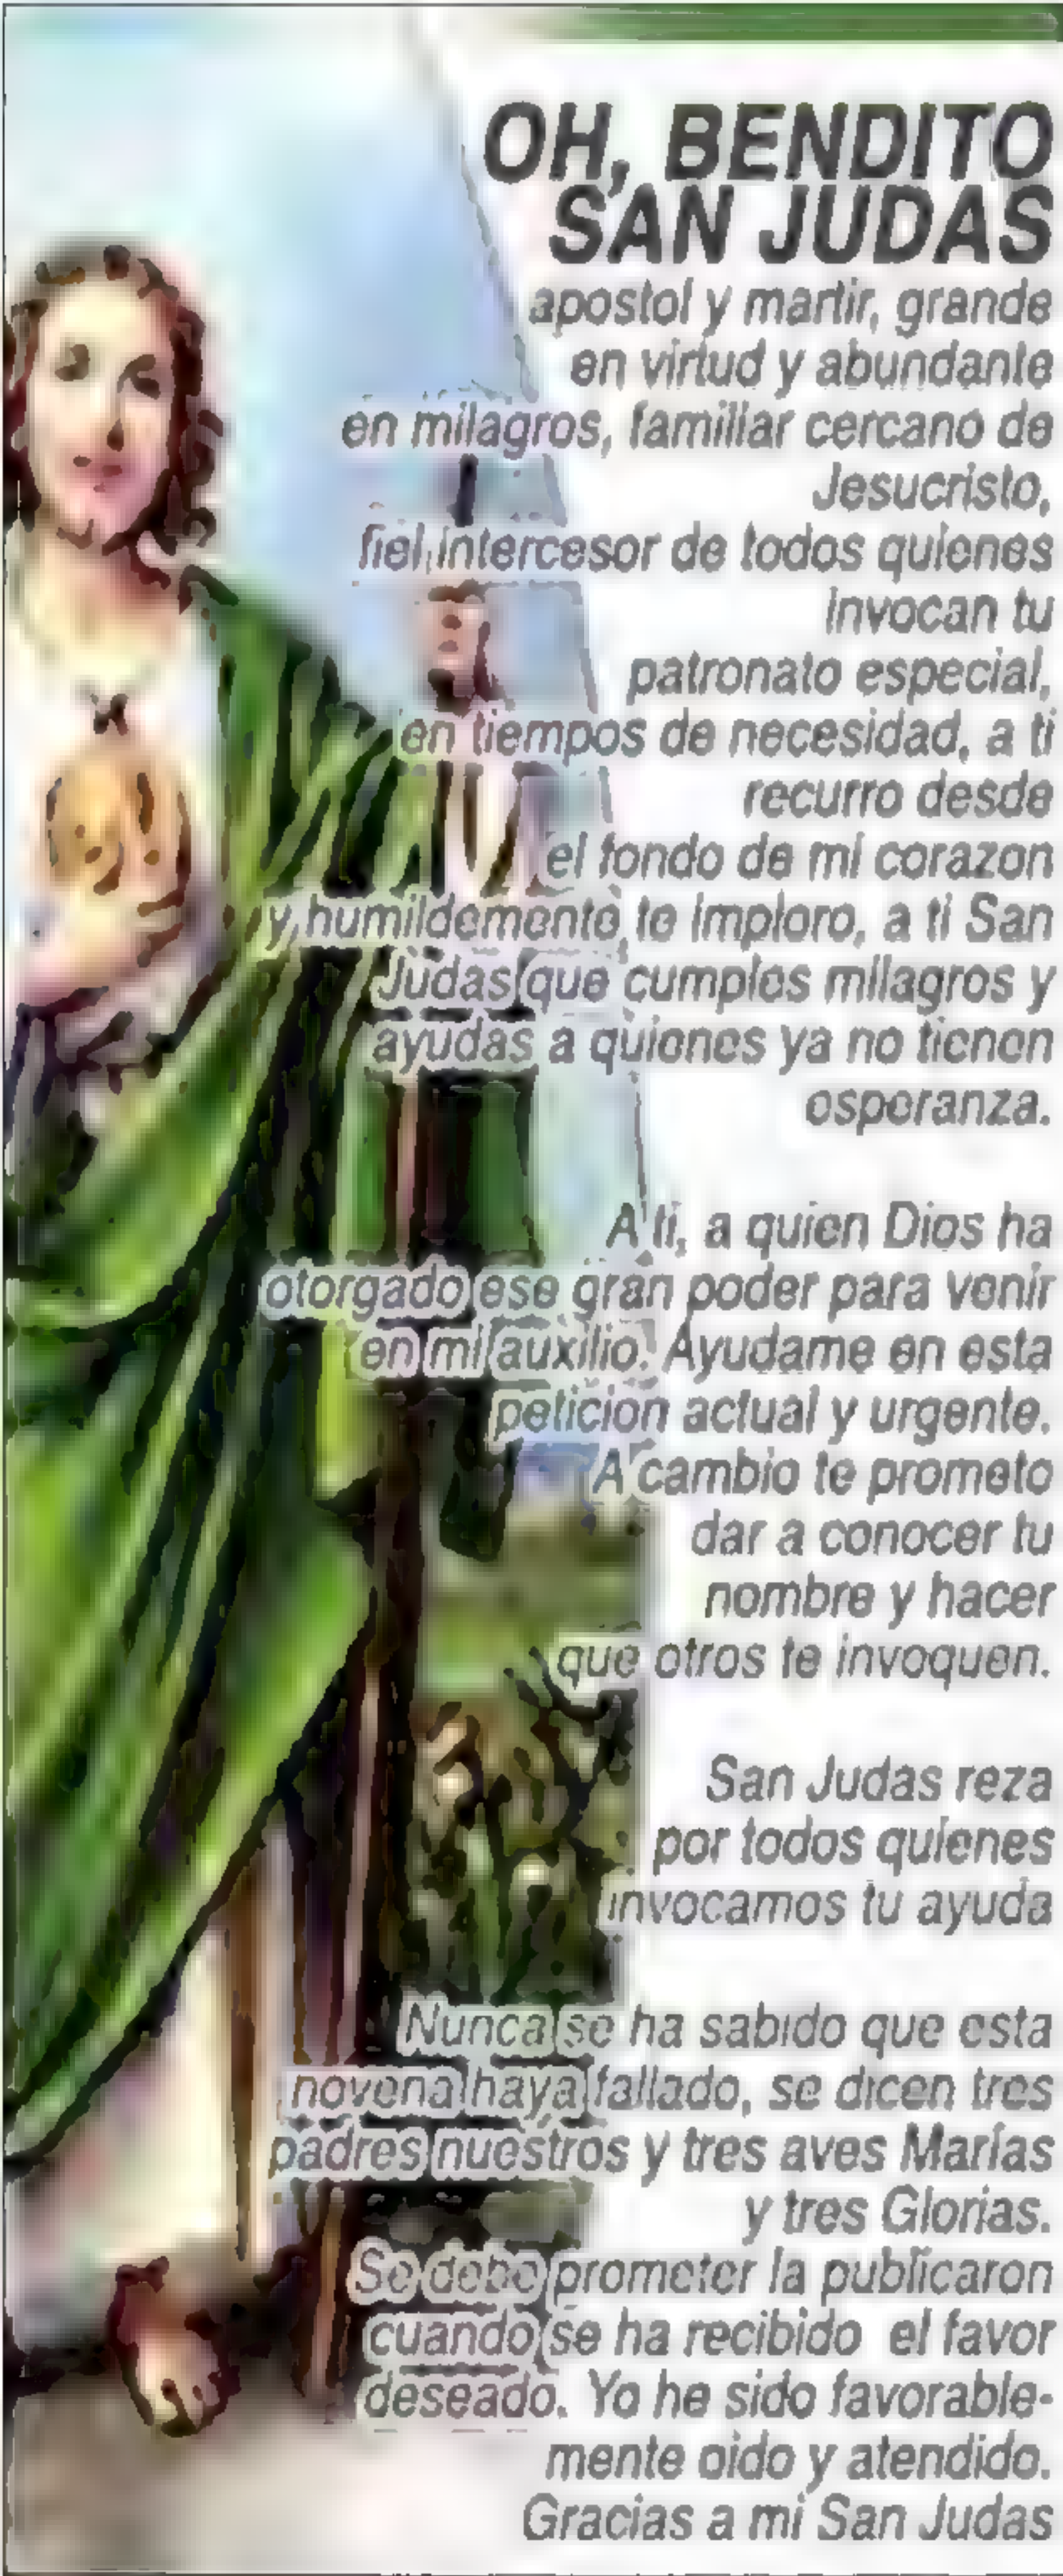 OH, BENDITO
SAN JUDAS
apostol y martir, grande
en virtud y abundante
en milagros, familiar cercano de
Jesucristo,
fiel intercesor de todos quienes
invocan tu
patronato especial,
en tiempos de necesidad, a ti
recurro desde
el fondo de mi corazon
y humildemente te imploro, a ti San
Judas que cumples milagros y
ayudas a quienes ya no tienen
esperanza.
A ti, a quien Dios ha
otorgado ese gran poder para venir
en mi auxilio. Ayudame en esta
peticion actual y urgente.
A cambio te prometo
dar a conocer tu
nombre y hacer
que otros te invoquen.
San Judas reza
por todos quienes
invocamos tu ayuda
Nunca se ha sabido que esta
novena haya fallado, se dicen tres
padres nuestros y tres aves Marías
y tres Glorias.
Se debe prometer la publicaron
cuando se ha recibido el favor
deseado. Yo he sido favorable-
mente oido y atendido.
Gracias a mi San Judas